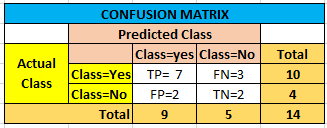 CONFUSION MATRIX
Predicted Class
Actual Class
Class=yes Class=No Total
Class=Yes TP= 7 FN=3 10
Class=No FP=2 TN=2 4
Total 9 5 14